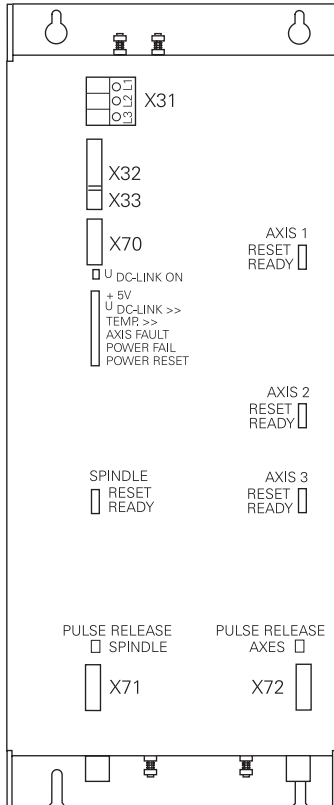 L1
L2
L3
X31
X32
X33
X70
U DC-LINK ON
+ 5V
U DC-LINK >>
TEMP. >>
AXIS FAULT
POWER FAIL
POWER RESET
AXIS 1
RESET
READY
AXIS 2
RESET
READY
SPINDLE
RESET
READY
AXIS 3
RESET
READY
PULSE RELEASE
SPINDLE
X71
PULSE RELEASE
AXES
X72